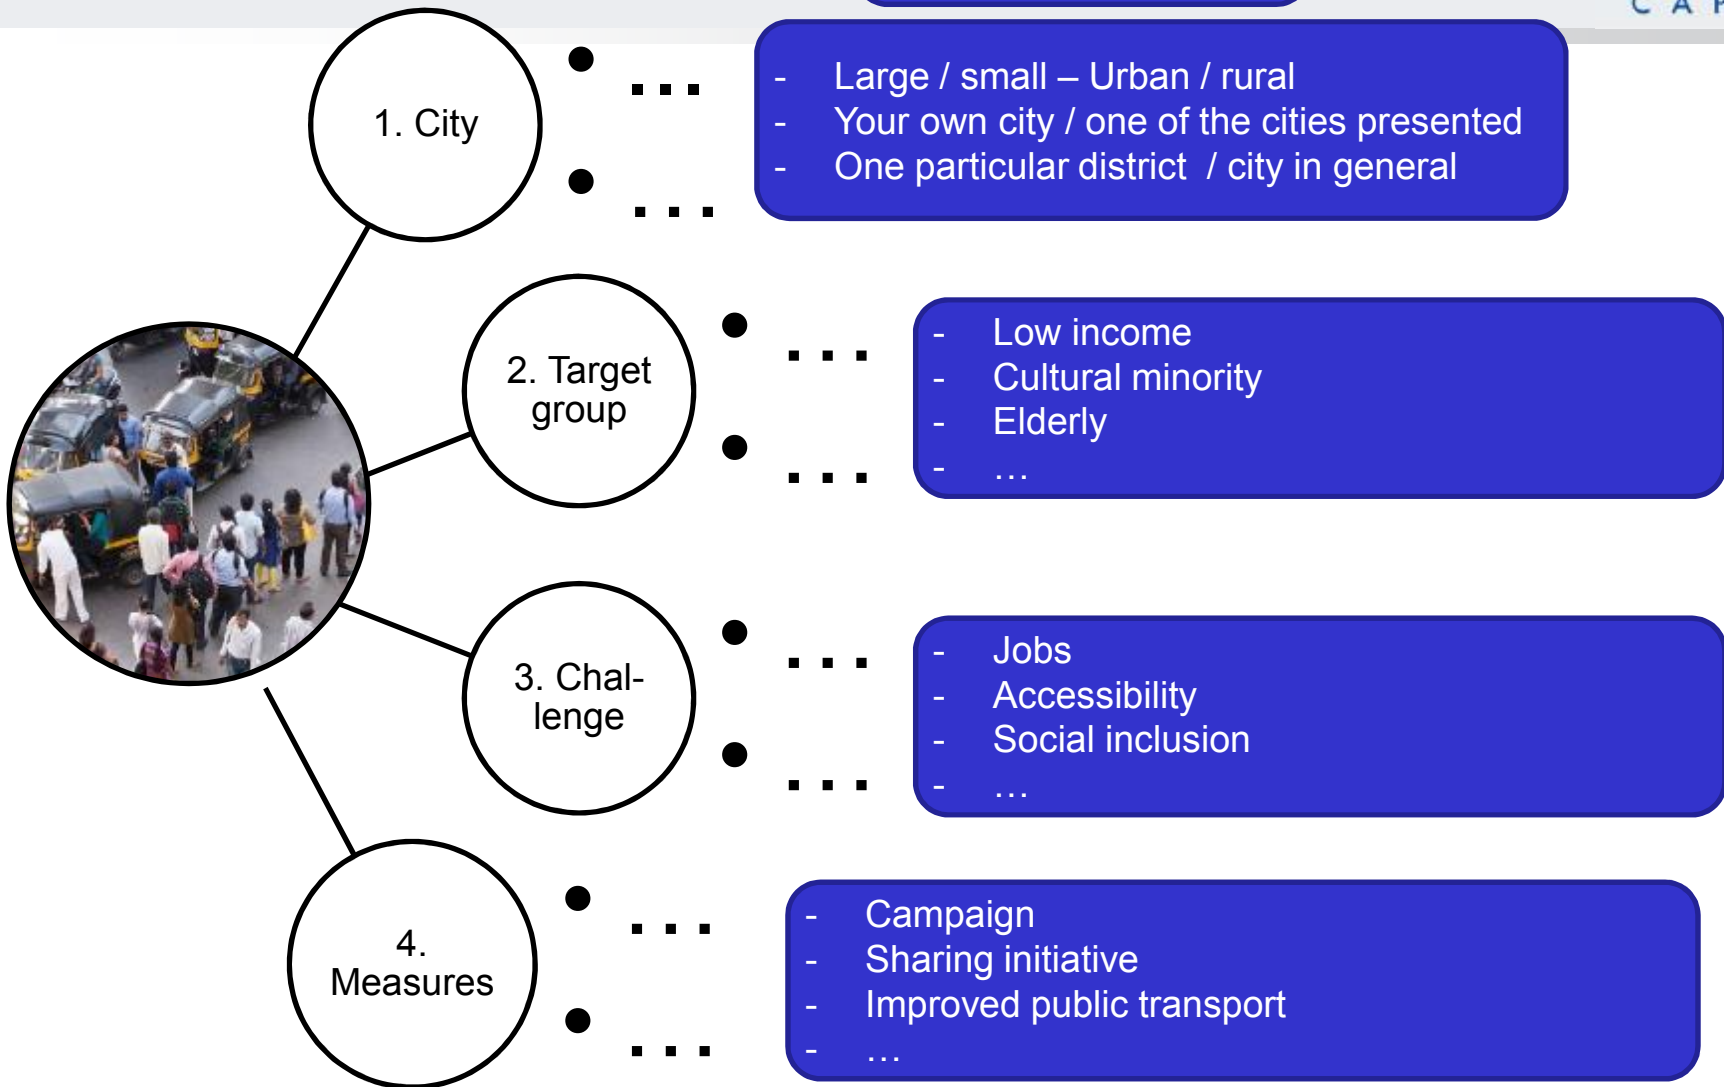 C A P
1. City
...
...
- Large / small – Urban / rural
- Your own city / one of the cities presented
- One particular district / city in general
2. Target
group
...
...
- Low income
- Cultural minority
- Elderly
- …
3. Chal-
lenge
...
...
- Jobs
- Accessibility
- Social inclusion
- …
4.
Measures
...
...
- Campaign
- Sharing initiative
- Improved public transport
- …